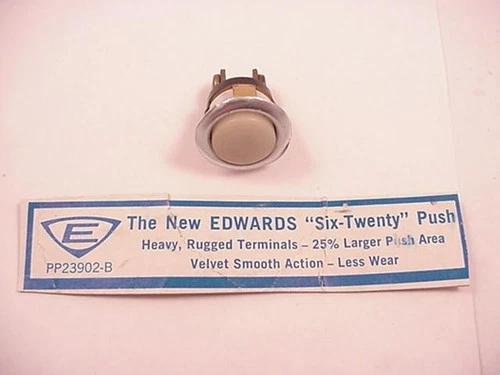 The New EDWARDS "Six-Twenty" Push
Heavy, Rugged Terminals – 25% Larger Push Area
Velvet Smooth Action – Less Wear
E
PP23902-B